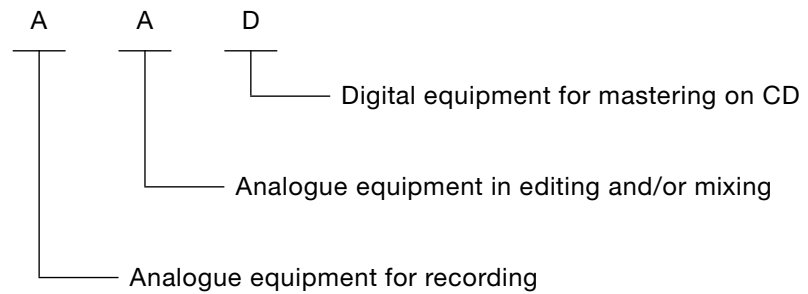 A A D
Digital equipment for mastering on CD
Analogue equipment in editing and/or mixing
Analogue equipment for recording